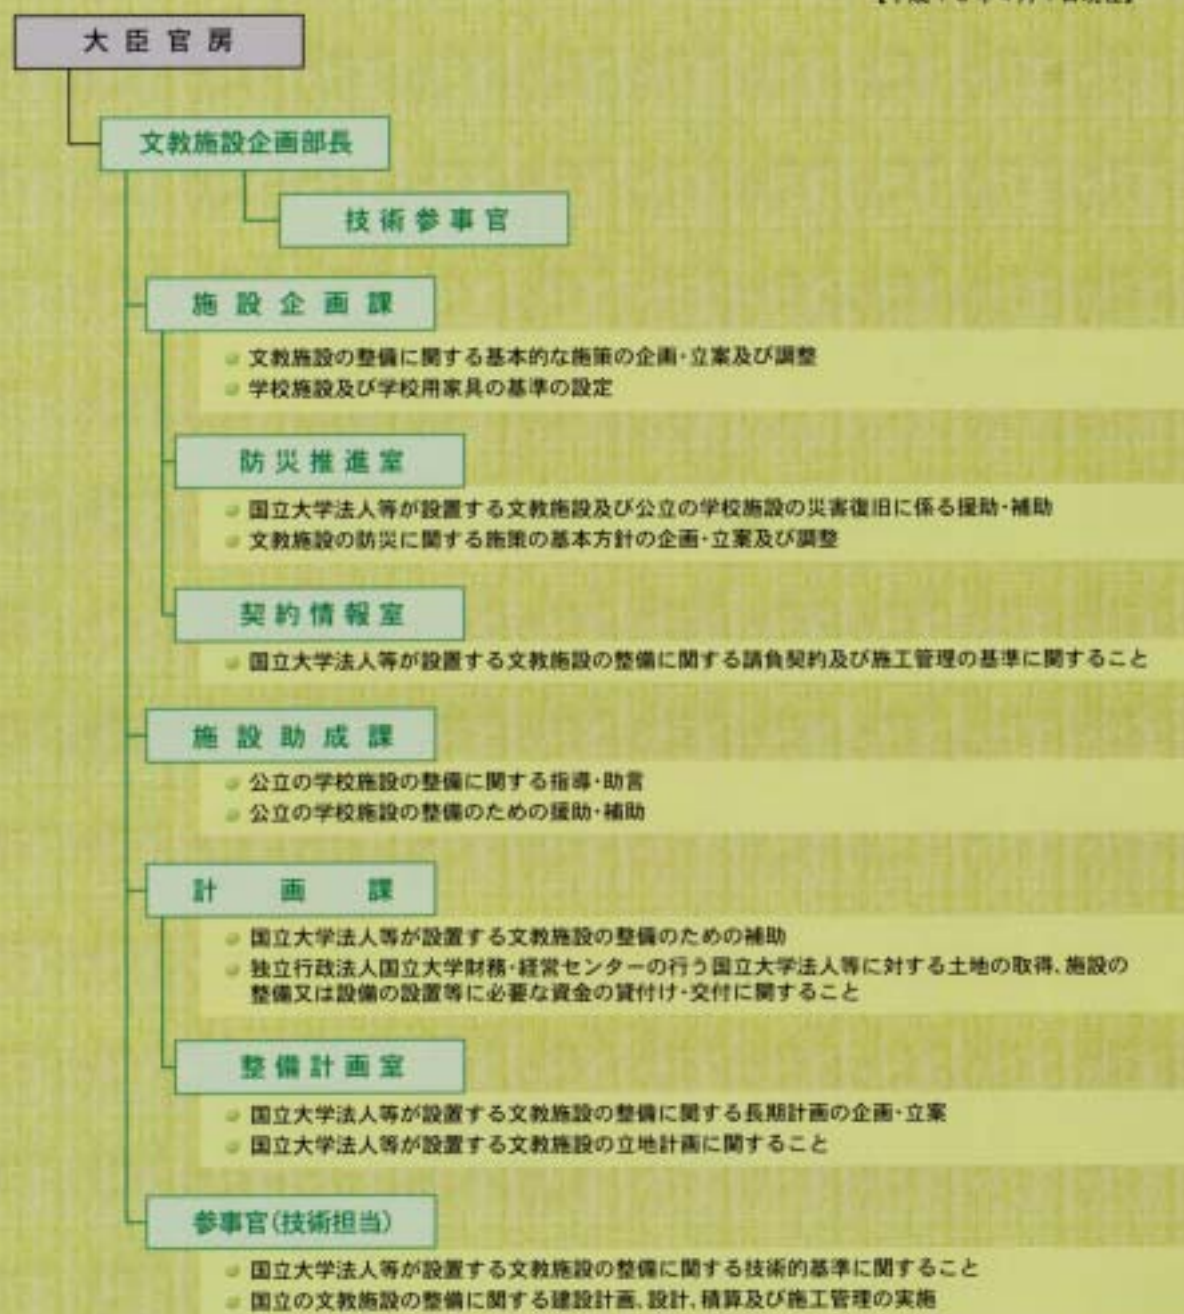 大臣官房
文教施設企画部長
技術参事官
施設企画課
文教施設の整備に関する基本的な施策の企画・立案及び調整
学校施設及び学校用家具の基準の設定
防災推進室
国立大学法人等が設置する文教施設及び公立の学校施設の災害復旧に係る援助・補助
文教施設の防災に関する施策の基本方針の企画・立案及び調整
契約情報室
国立大学法人等が設置する文教施設の整備に関する請負契約及び施工管理の基準に関すること
施設助成課
公立の学校施設の整備に関する指導・助言
公立の学校施設の整備のための援助・補助
計画課
国立大学法人等が設置する文教施設の整備のための補助
独立行政法人国立大学財務・経営センターの行う国立大学法人等に対する土地の取得、施設の
整備又は設備の設置等に必要な資金の貸付け・交付に関すること
整備計画室
国立大学法人等が設置する文教施設の整備に関する長期計画の企画・立案
国立大学法人等が設置する文教施設の立地計画に関すること
参事官(技術担当)
国立大学法人等が設置する文教施設の整備に関する技術的基準に関すること
国立の文教施設の整備に関する建設計画、設計、積算及び施工管理の実施